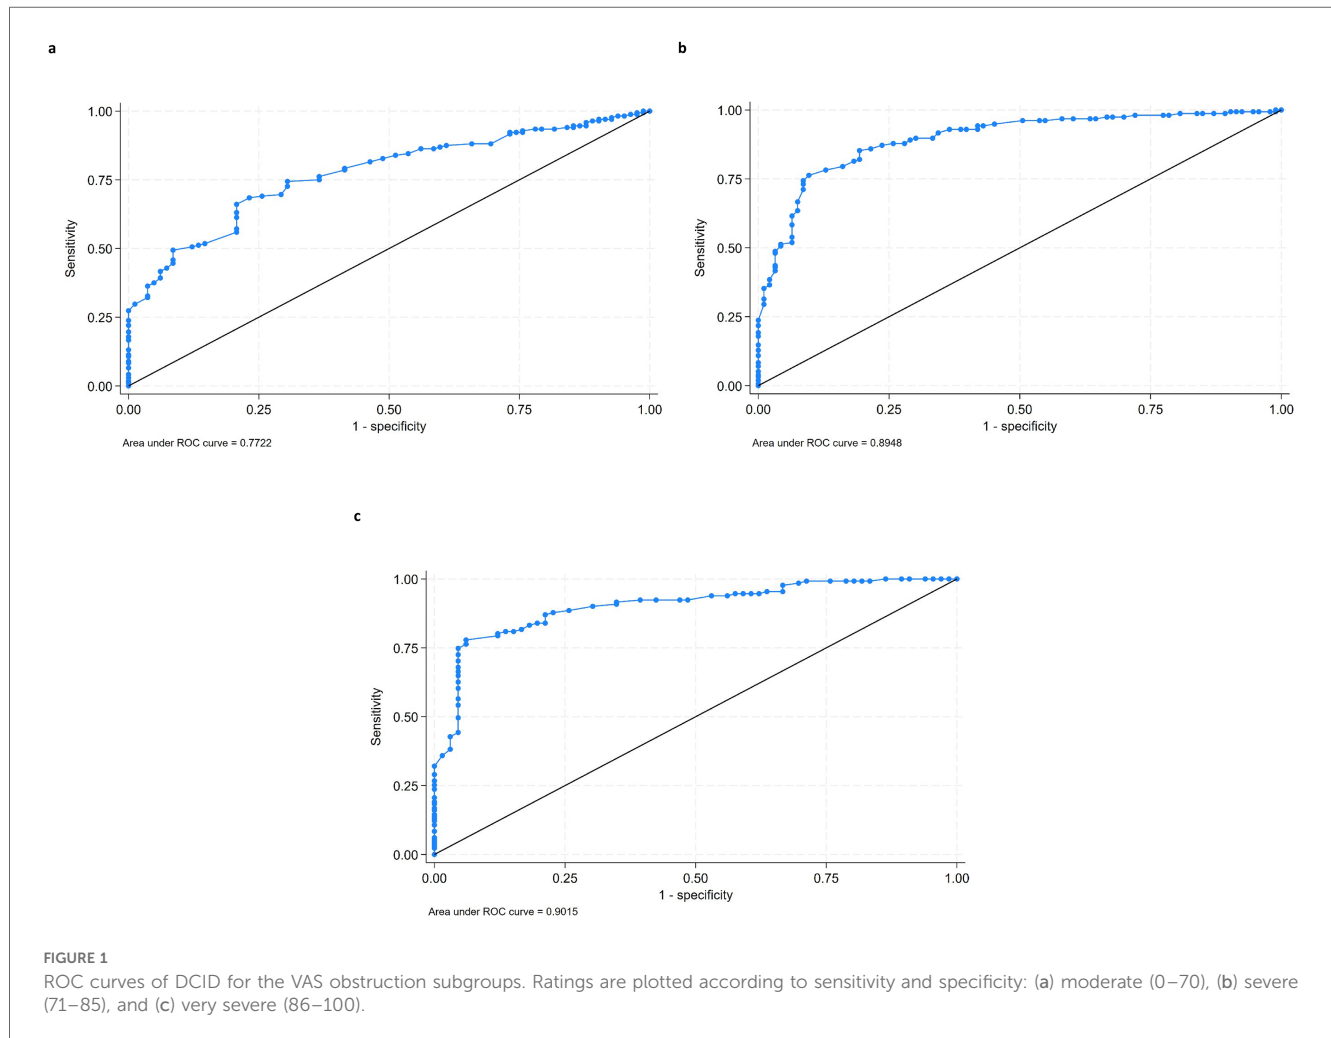 a
1.00
0.75
0.50
0.25
0.00
Sensitivity
0.00 0.25 0.50 0.75 1.00
1 - specificity
Area under ROC curve = 0.7722
b
1.00
0.75
0.50
0.25
0.00
Sensitivity
0.00 0.25 0.50 0.75 1.00
1 - specificity
Area under ROC curve = 0.8948
c
1.00
0.75
0.50
0.25
0.00
Sensitivity
0.00 0.25 0.50 0.75 1.00
1 - specificity
Area under ROC curve = 0.9015
FIGURE 1
ROC curves of DCID for the VAS obstruction subgroups. Ratings are plotted according to sensitivity and specificity: (a) moderate (0–70), (b) severe
(71–85), and (c) very severe (86–100).